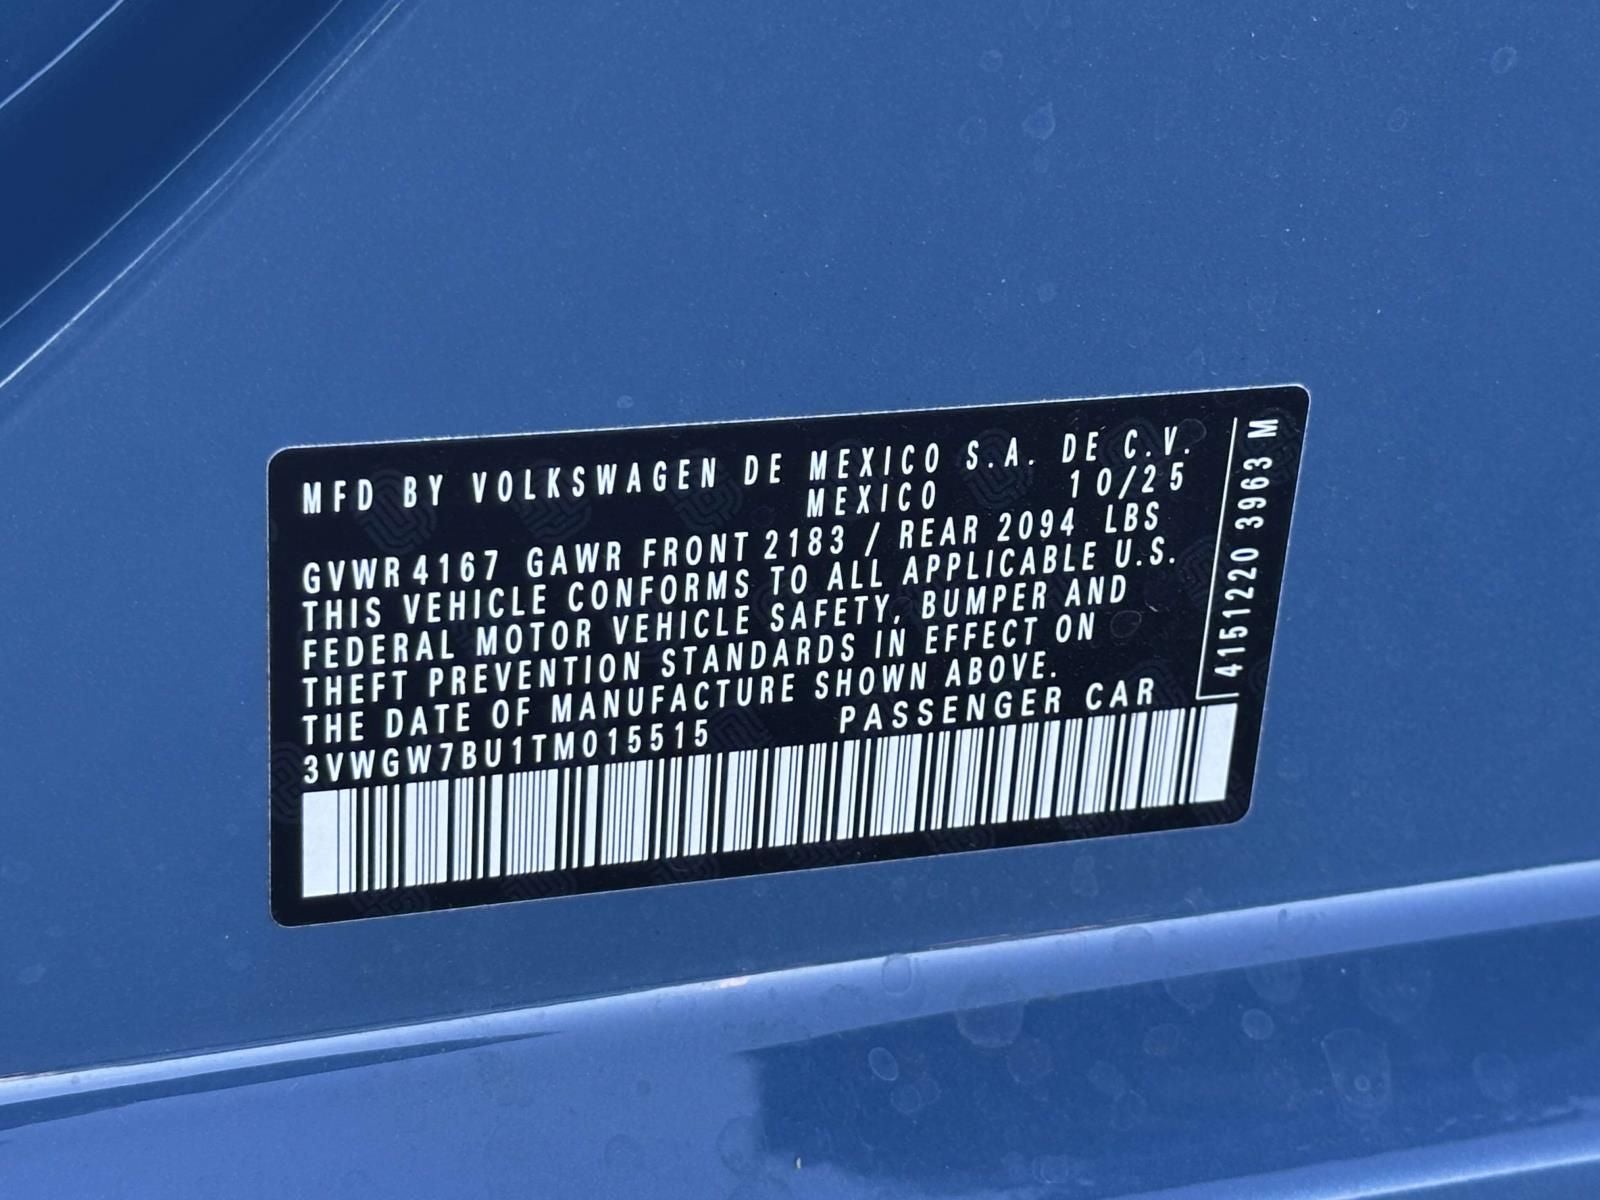 MFD BY VOLKSWAGEN DE MEXICO S.A. DE C.V.
MEXICO 10/25
GVWR 4167 GAWR FRONT 2183 / REAR 2094 LBS
THIS VEHICLE CONFORMS TO ALL APPLICABLE U.S.
FEDERAL MOTOR VEHICLE SAFETY, BUMPER AND
THEFT PREVENTION STANDARDS IN EFFECT ON
THE DATE OF MANUFACTURE SHOWN ABOVE.
3VWGW7BU1TM015515 PASSENGER CAR
4151220 3963 M